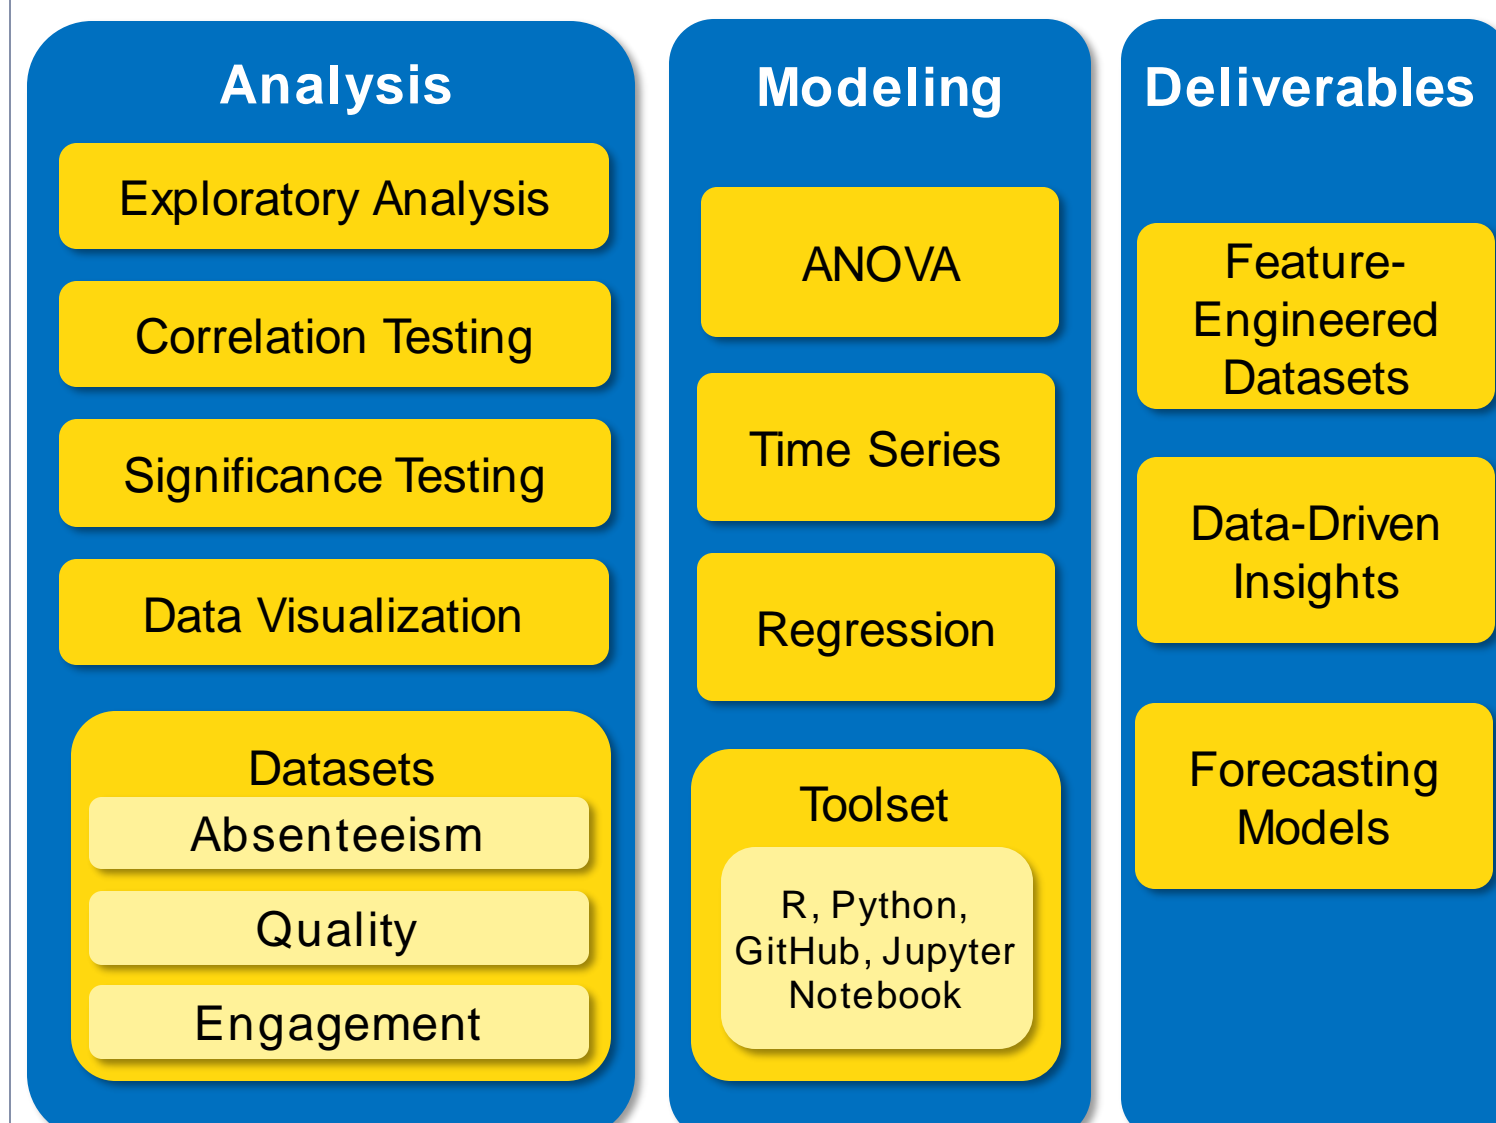 Analysis
Exploratory Analysis
Correlation Testing
Significance Testing
Data Visualization
Datasets
Absenteeism
Quality
Engagement
Modeling
ANOVA
Time Series
Regression
Toolset
R, Python,
GitHub, Jupyter
Notebook
Deliverables
Feature-
Engineered
Datasets
Data-Driven
Insights
Forecasting
Models